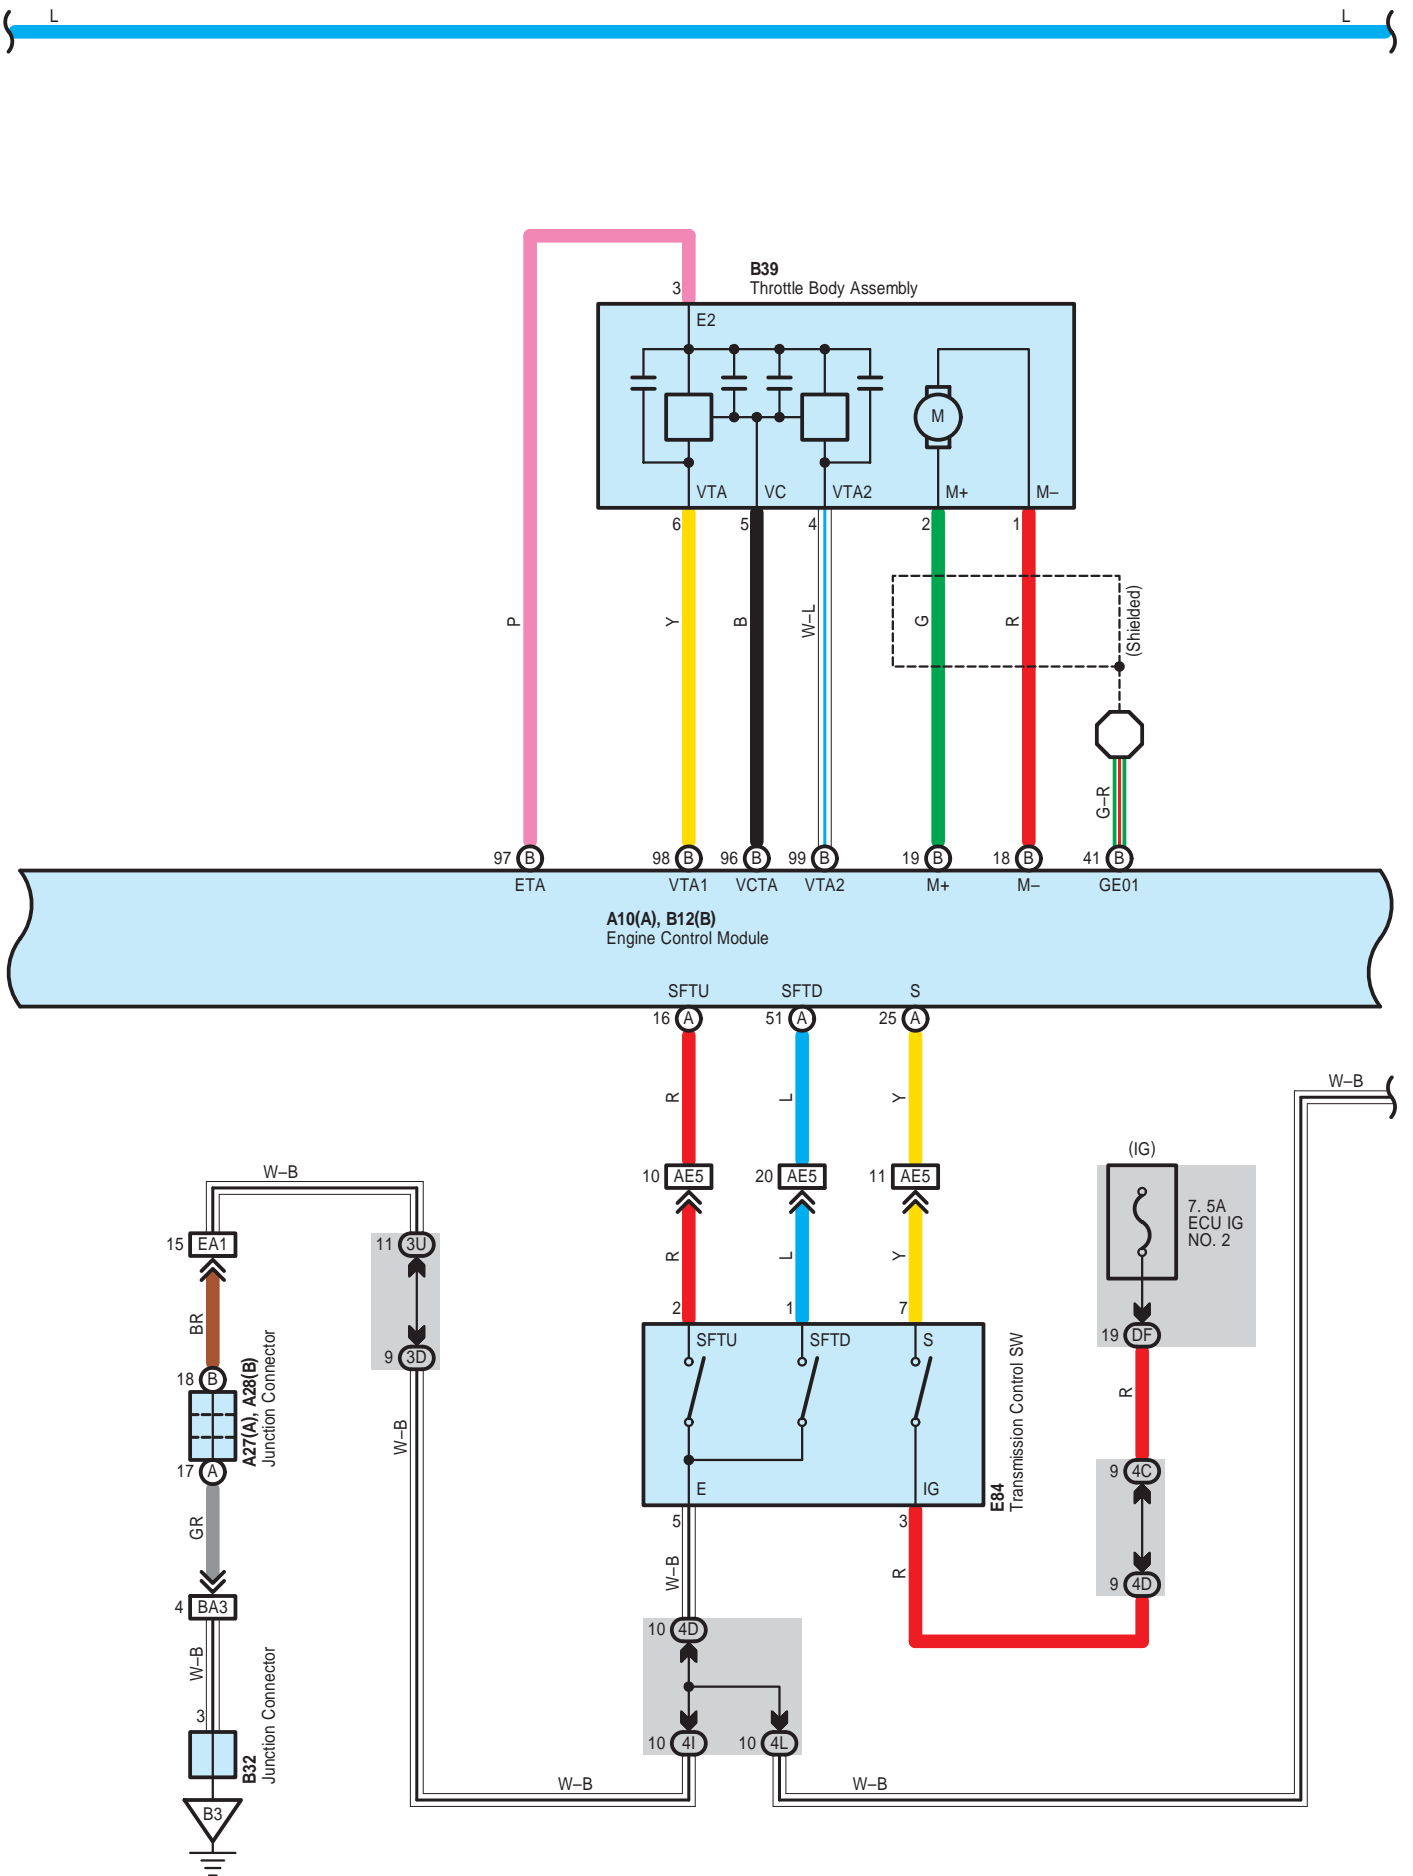 L L
B39
Throttle Body Assembly
3
E2
M
VTA VC VTA2 M+ M–
6 5 4 2 1
(Shielded)
P Y B W–L G R
G–R
97 B 98 B 96 B 99 B 19 B 18 B 41 B
ETA VTA1 VCTA VTA2 M+ M– GE01
A10(A), B12(B)
Engine Control Module
SFTU SFTD S
16 A 51 A 25 A
W–B
R L Y
(IG)
10 AE5 20 AE5 11 AE5
W–B
7. 5A
ECU IG
NO. 2
15 EA1 11 3U
R L Y
2 1 7
BR
19 DF
SFTU SFTD S
9 3D
18 B
A27(A), A28(B)
Junction Connector
R
W–B
17 A
9 4C
E IG
E84
Transmission Control SW
5 3
GR
W–B R
9 4D
4 BA3
10 4D
W–B
3
10 4I 10 4L
B32
Junction Connector
W–B W–B
B3